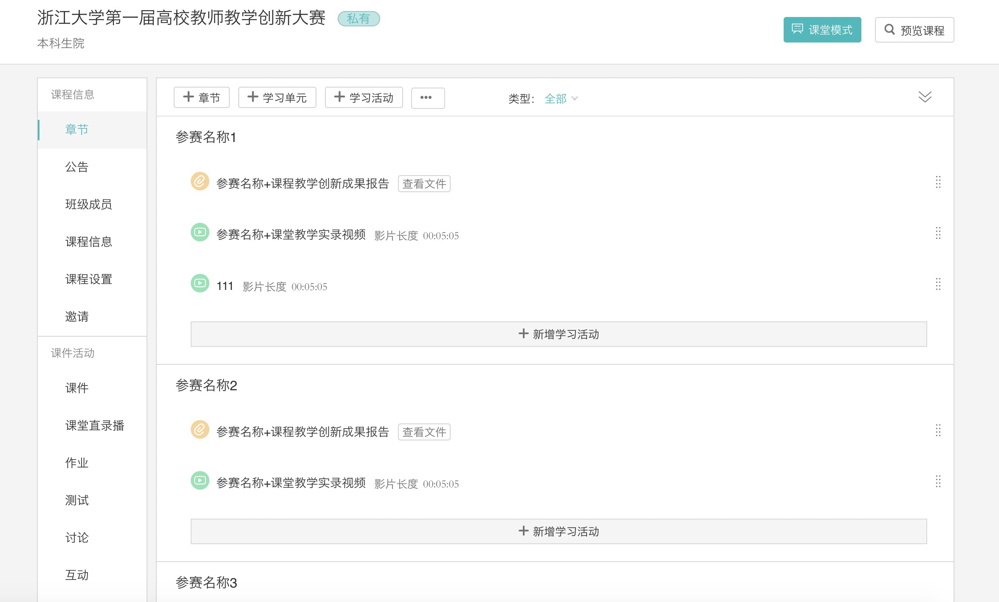 浙江大学第一届高校教师教学创新大赛 私有
本科生院
课堂模式 预览课程
课程信息
章节
公告
班级成员
课程信息
课程设置
邀请
课件活动
课件
课堂直录播
作业
测试
讨论
互动
章节 学习单元 学习活动 ••• 类型： 全部
参赛名称1
参赛名称+课程教学创新成果报告 查看文件
参赛名称+课堂教学实录视频 影片长度 00:05:05
111 影片长度 00:05:05
新增学习活动
参赛名称2
参赛名称+课程教学创新成果报告 查看文件
参赛名称+课堂教学实录视频 影片长度 00:05:05
新增学习活动
参赛名称3